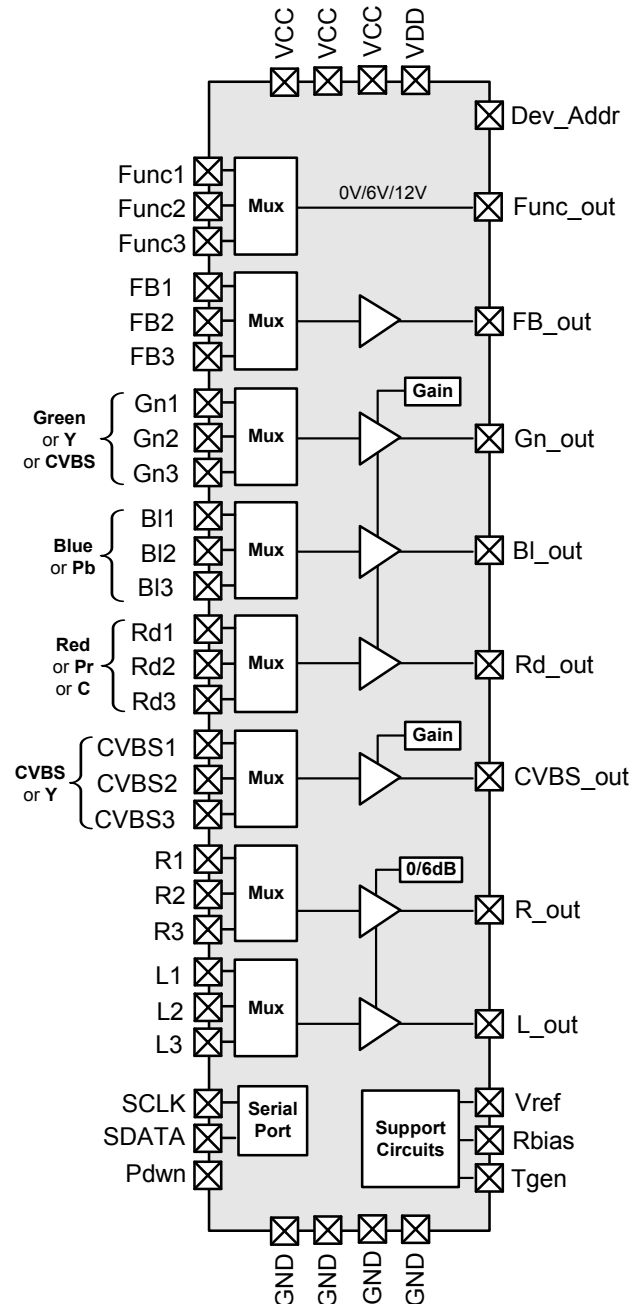 VCC
VCC
VCC
VDD
Dev_Addr
Func1
Func2
Func3
Mux
0V/6V/12V
Func_out
FB1
FB2
FB3
Mux
FB_out
Green
or Y
or CVBS
Gn1
Gn2
Gn3
Mux
Gain
Gn_out
Blue
or Pb
Bl1
Bl2
Bl3
Mux
Bl_out
Red
or Pr
or C
Rd1
Rd2
Rd3
Mux
Rd_out
CVBS
or Y
CVBS1
CVBS2
CVBS3
Mux
Gain
CVBS_out
R1
R2
R3
Mux
0/6dB
R_out
L1
L2
L3
Mux
L_out
SCLK
SDATA
Pdwn
Serial
Port
Support
Circuits
Vref
Rbias
Tgen
GND
GND
GND
GND